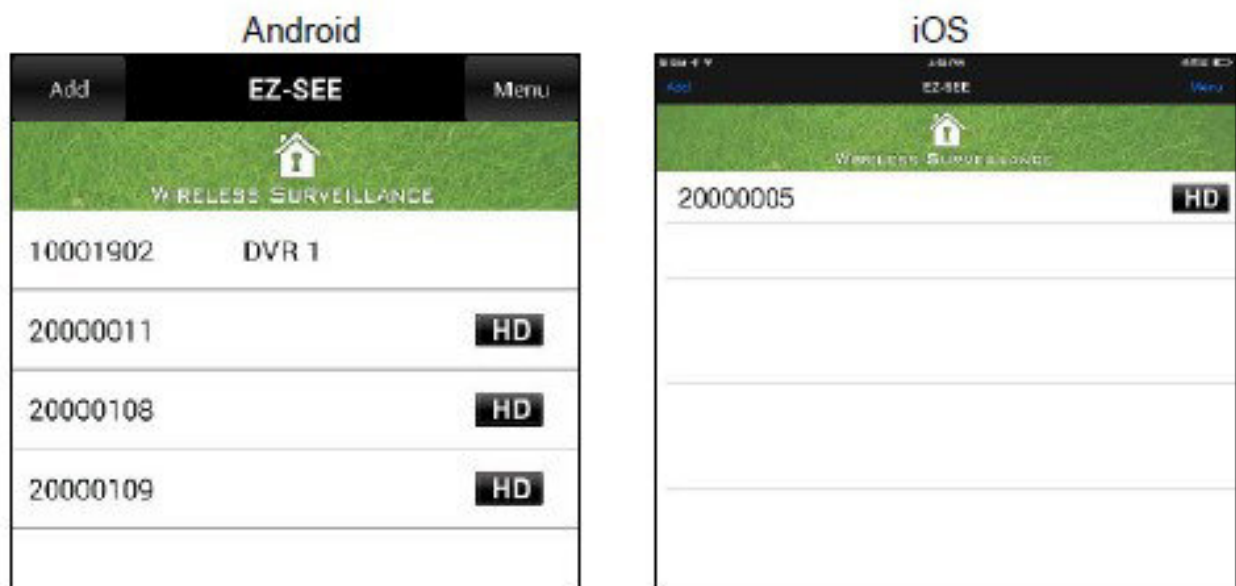 Android
Add EZ-SEE Menu
WIRELESS SURVEILLANCE
10001902 DVR 1
20000011 HD
20000108 HD
20000109 HD
iOS
Add EZ-SEE Menu
WIRELESS SURVEILLANCE
20000005 HD